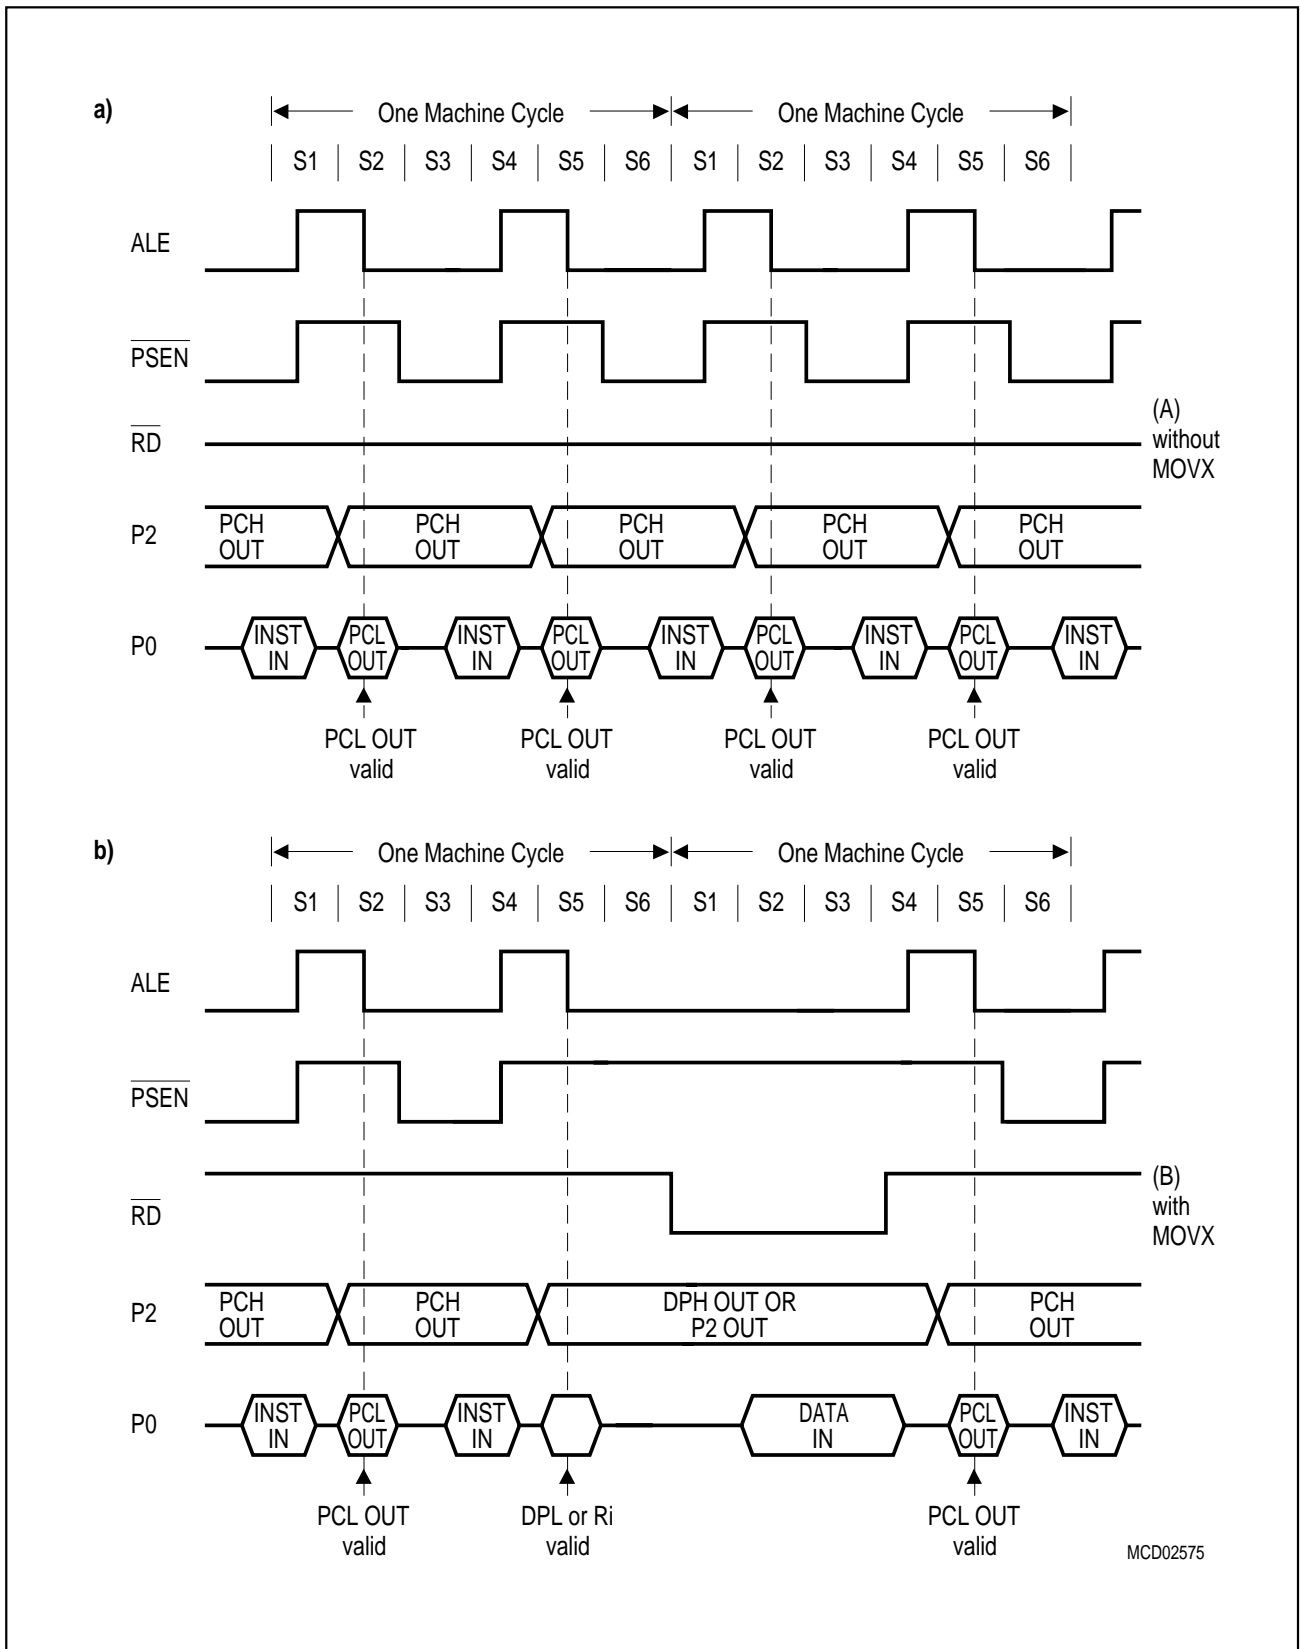 a)
One Machine Cycle
One Machine Cycle
S1 S2 S3 S4 S5 S6 S1 S2 S3 S4 S5 S6
ALE
PSEN
RD
(A)
without
MOVX
P2
PCH PCH PCH PCH PCH
OUT OUT OUT OUT OUT
P0
INST PCL INST PCL INST PCL INST PCL INST
IN OUT IN OUT IN OUT IN OUT IN
PCL OUT PCL OUT PCL OUT PCL OUT
valid valid valid valid
b)
One Machine Cycle
One Machine Cycle
S1 S2 S3 S4 S5 S6 S1 S2 S3 S4 S5 S6
ALE
PSEN
RD
(B)
with
MOVX
P2
PCH PCH DPH OUT OR PCH
OUT OUT P2 OUT OUT
P0
INST PCL INST DATA PCL INST
IN OUT IN IN OUT IN
PCL OUT DPL or Ri PCL OUT
valid valid valid
MCD02575